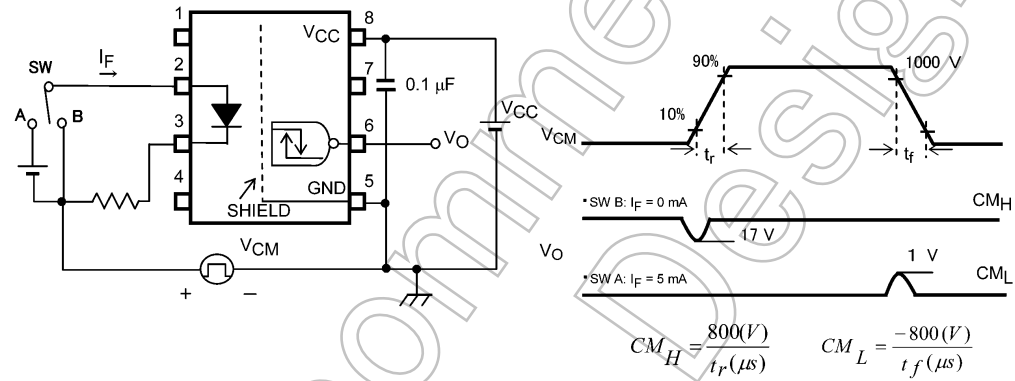 1
8
VCC
IF
2
7
0.1 μF
SW
A
B
3
6
VO
VCC
4
5
GND
SHIELD
VCM
+
−
90%
1000 V
10%
VCM
tr
tf
SW B: IF = 0 mA
CMH
17 V
VO
1 V
SW A: IF = 5 mA
CML
CMH = 800(V) / tr(μs)
CML = −800(V) / tf(μs)
omme
Desig